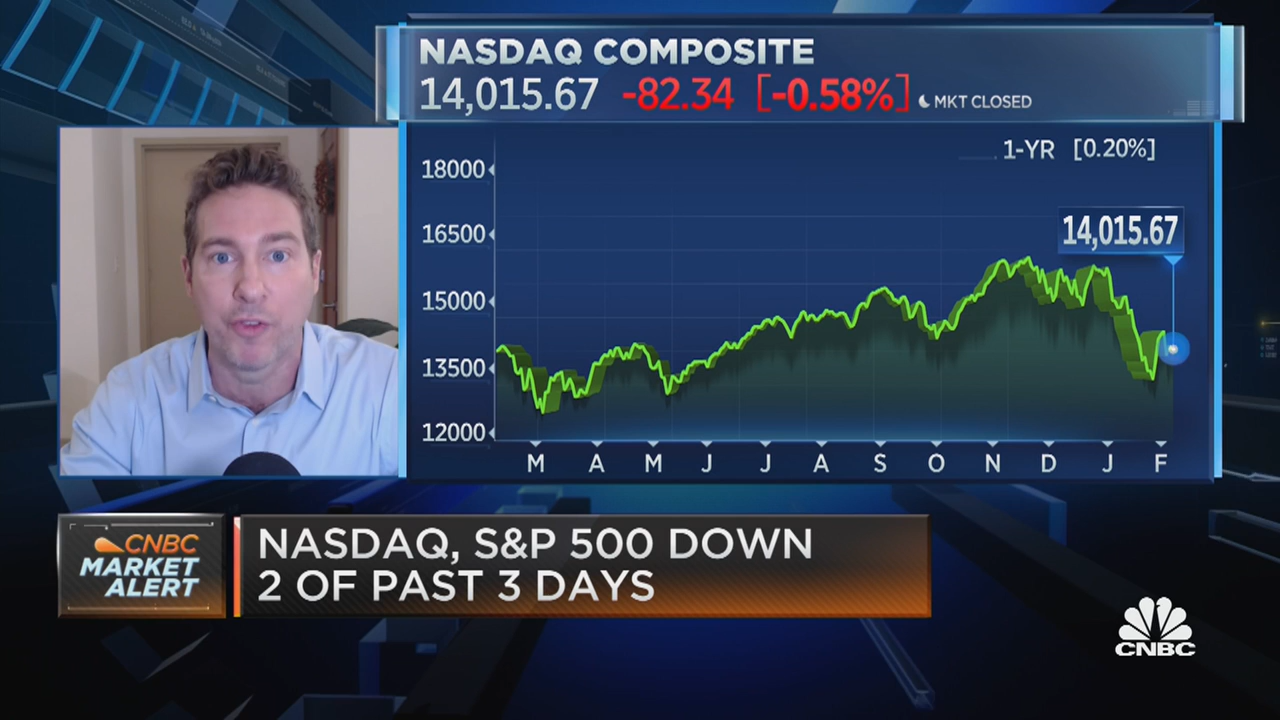 NASDAQ COMPOSITE
14,015.67 -82.34 [-0.58%] MKT CLOSED
1-YR [0.20%]
18000
16500
15000
13500
12000
14,015.67
M A M J J A S O N D J F
CNBC
MARKET
ALERT
NASDAQ, S&P 500 DOWN
2 OF PAST 3 DAYS
CNBC